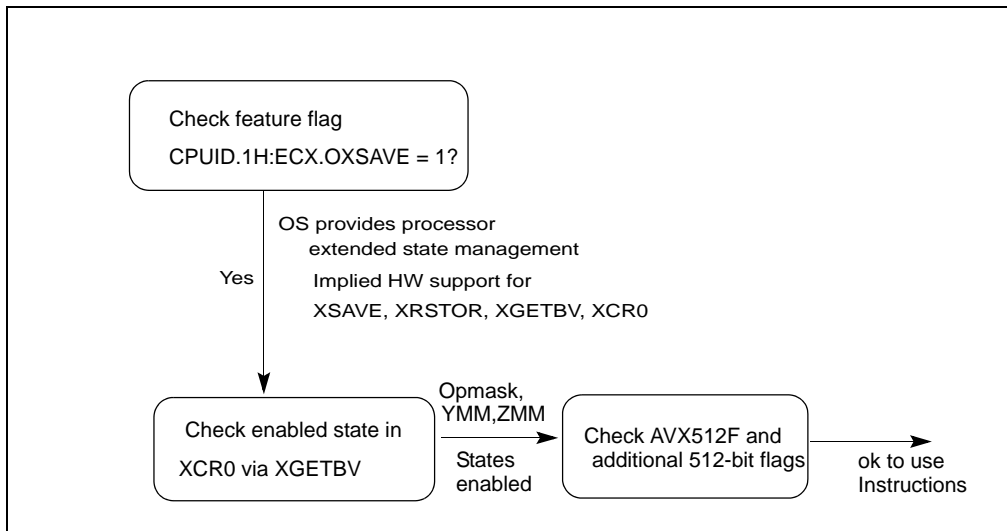 Check feature flag
CPUID.1H:ECX.OXSAVE = 1?
OS provides processor
extended state management
Yes
Implied HW support for
XSAVE, XRSTOR, XGETBV, XCR0
Check enabled state in
XCR0 via XGETBV
Opmask,
YMM,ZMM
States
enabled
Check AVX512F and
additional 512-bit flags
ok to use
Instructions